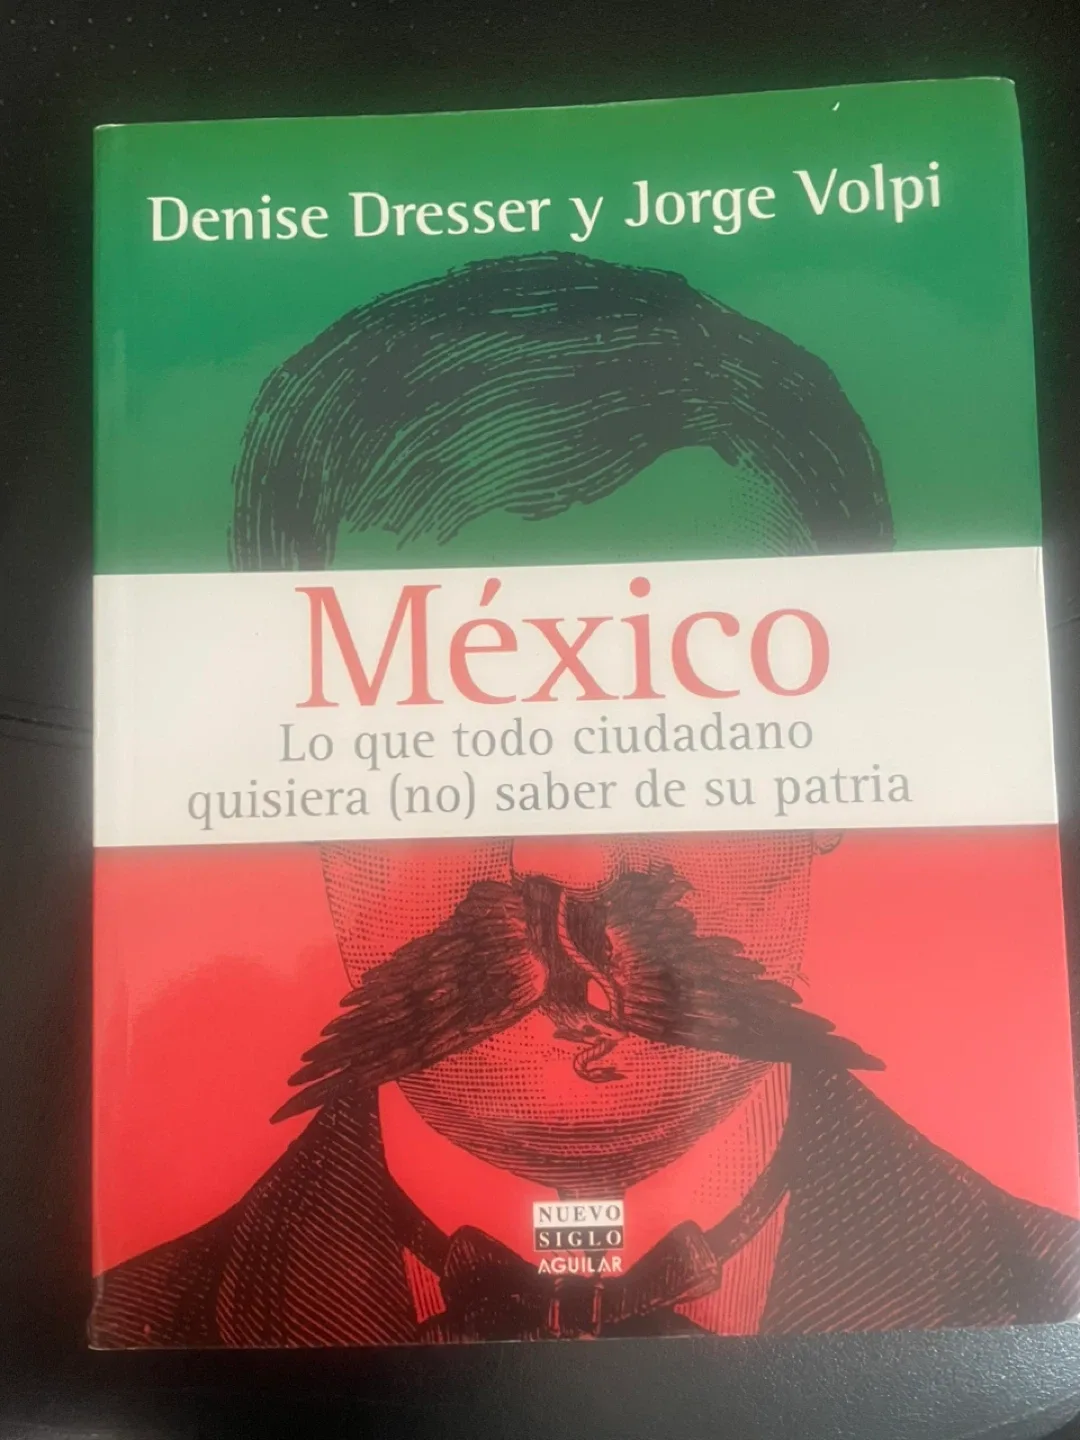 Denise Dresser y Jorge Volpi
México
Lo que todo ciudadano
quisiera (no) saber de su patria
NUEVO
SIGLO
AGUILAR